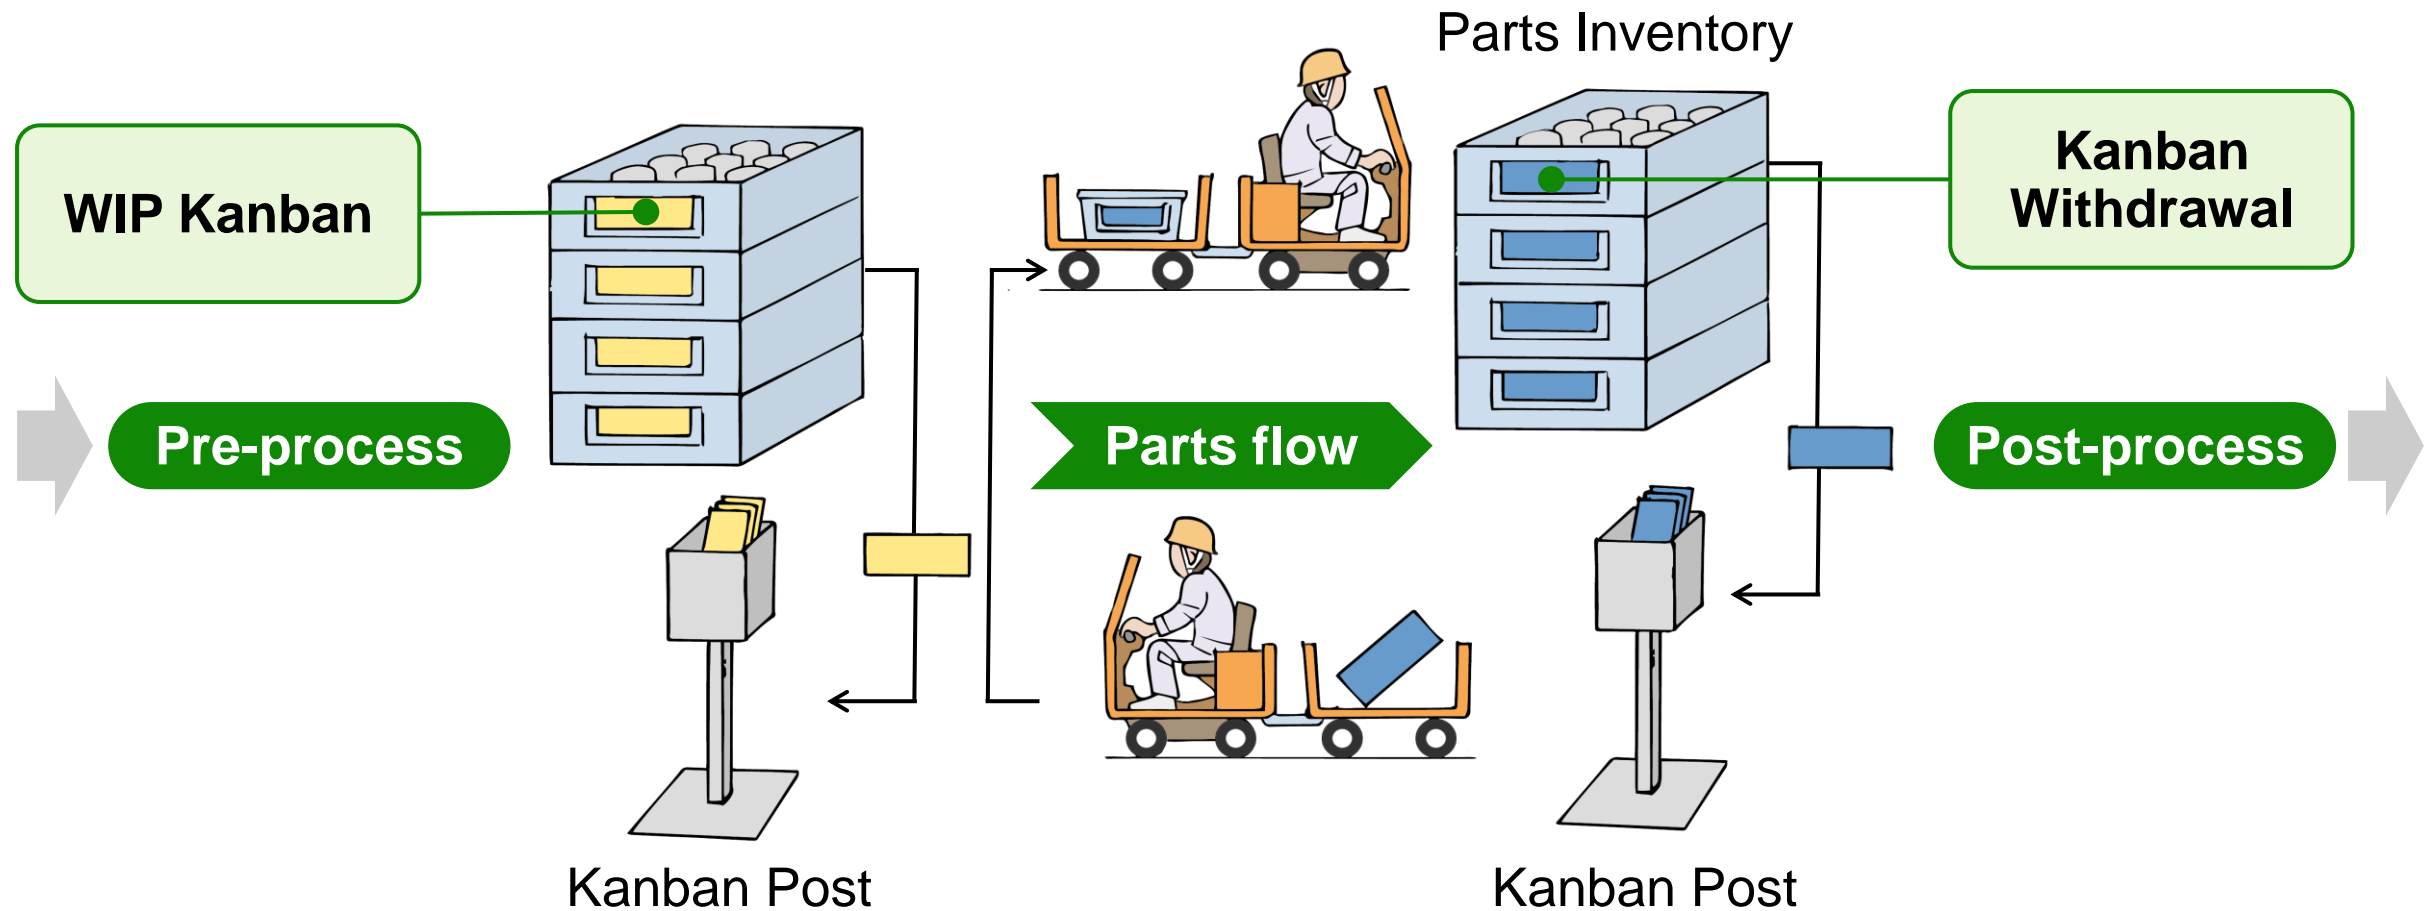 Parts Inventory
WIP Kanban
Kanban
Withdrawal
Pre-process
Parts flow
Post-process
Kanban Post
Kanban Post